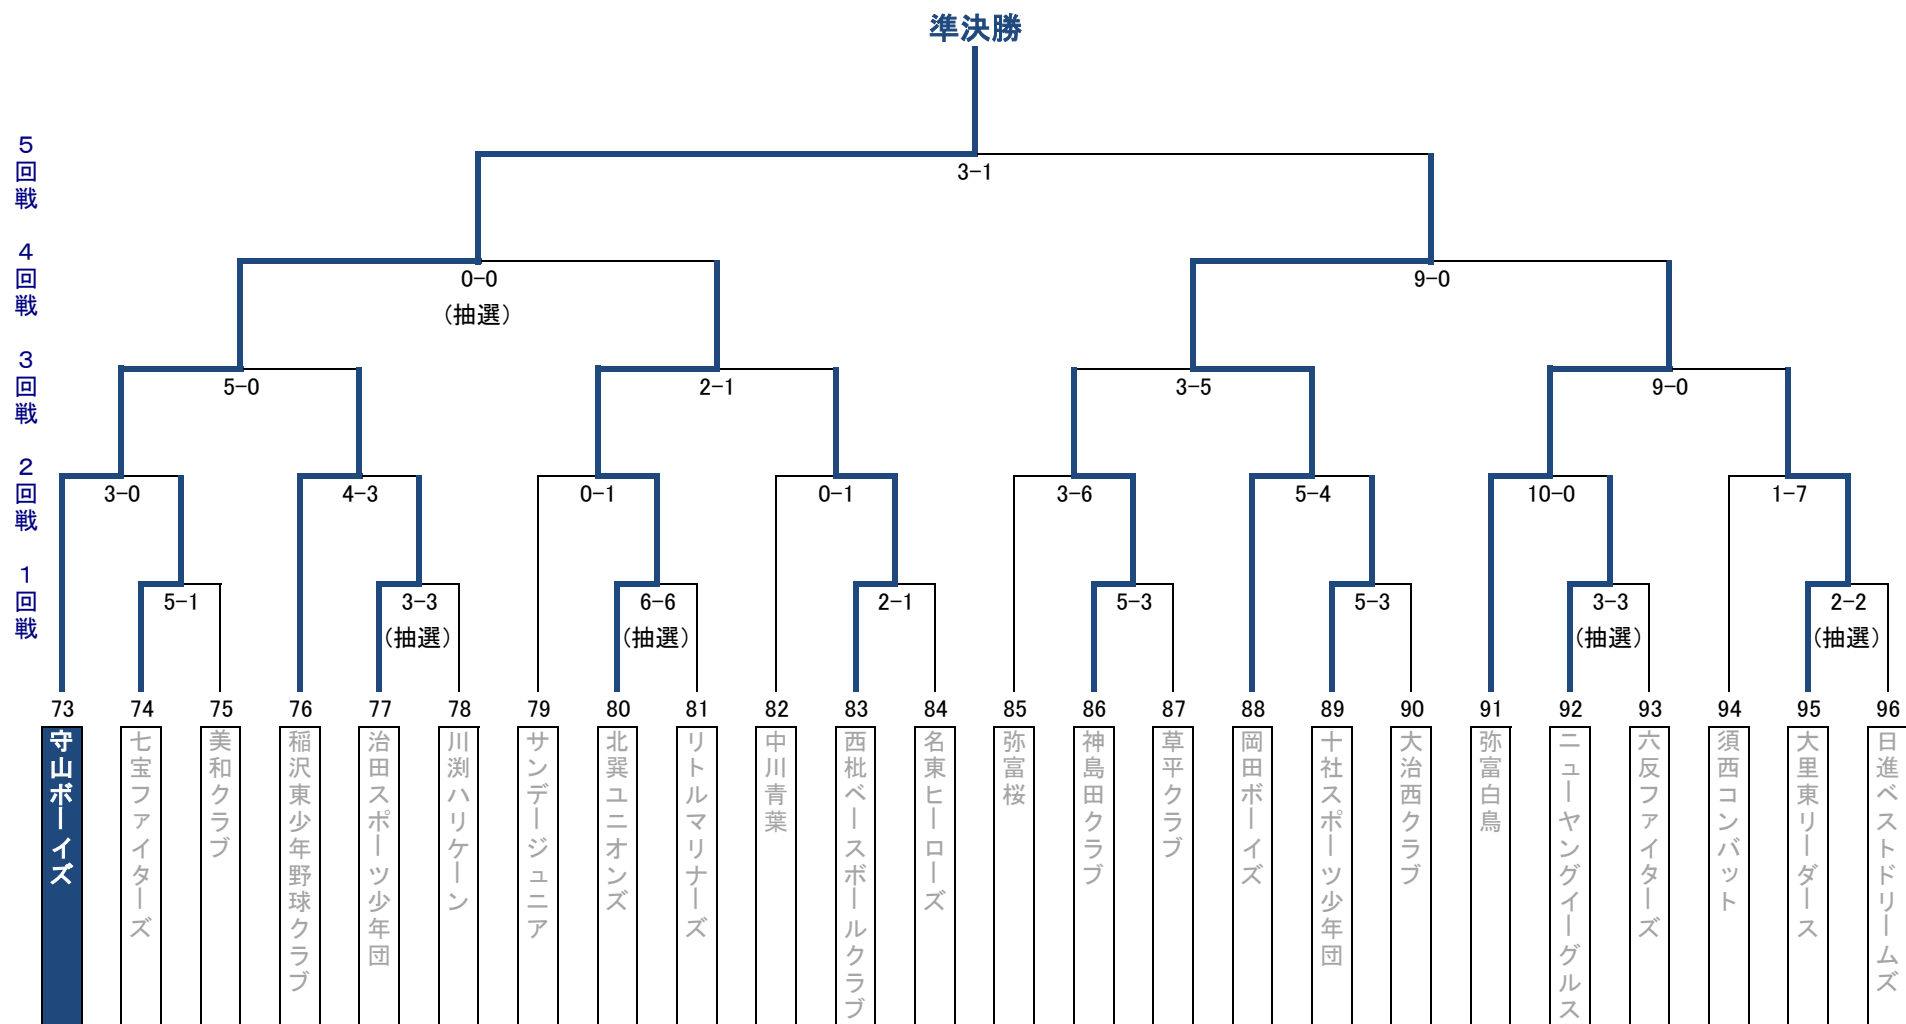 準決勝
5回戦
3-1
4回戦
0-0
9-0
(抽選)
3回戦
5-0
2-1
3-5
9-0
2回戦
3-0
4-3
0-1
0-1
3-6
5-4
10-0
1-7
1回戦
5-1
3-3
6-6
2-1
5-3
5-3
3-3
2-2
(抽選)
(抽選)
(抽選)
(抽選)
73
74
75
76
77
78
79
80
81
82
83
84
85
86
87
88
89
90
91
92
93
94
95
96
守山ボーイズ
七宝ファイターズ
美和クラブ
稲沢東少年野球クラブ
治田スポーツ少年団
川渕ハリケーン
サンデージュニア
北巽ユニオンズ
リトルマリナーズ
中川青葉
西枇ベースボールクラブ
名東ヒーローズ
弥富桜
神島田クラブ
草平クラブ
岡田ボーイズ
十社スポーツ少年団
大治西クラブ
弥富白鳥
ニューヤングイーグルス
六反ファイターズ
須西コンバット
大里東リーダース
日進ベストドリームズ